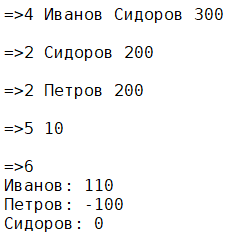 =>4 Иванов Сидоров 300
=>2 Сидоров 200
=>2 Петров 200
=>5 10
=>6
Иванов: 110
Петров: -100
Сидоров: 0